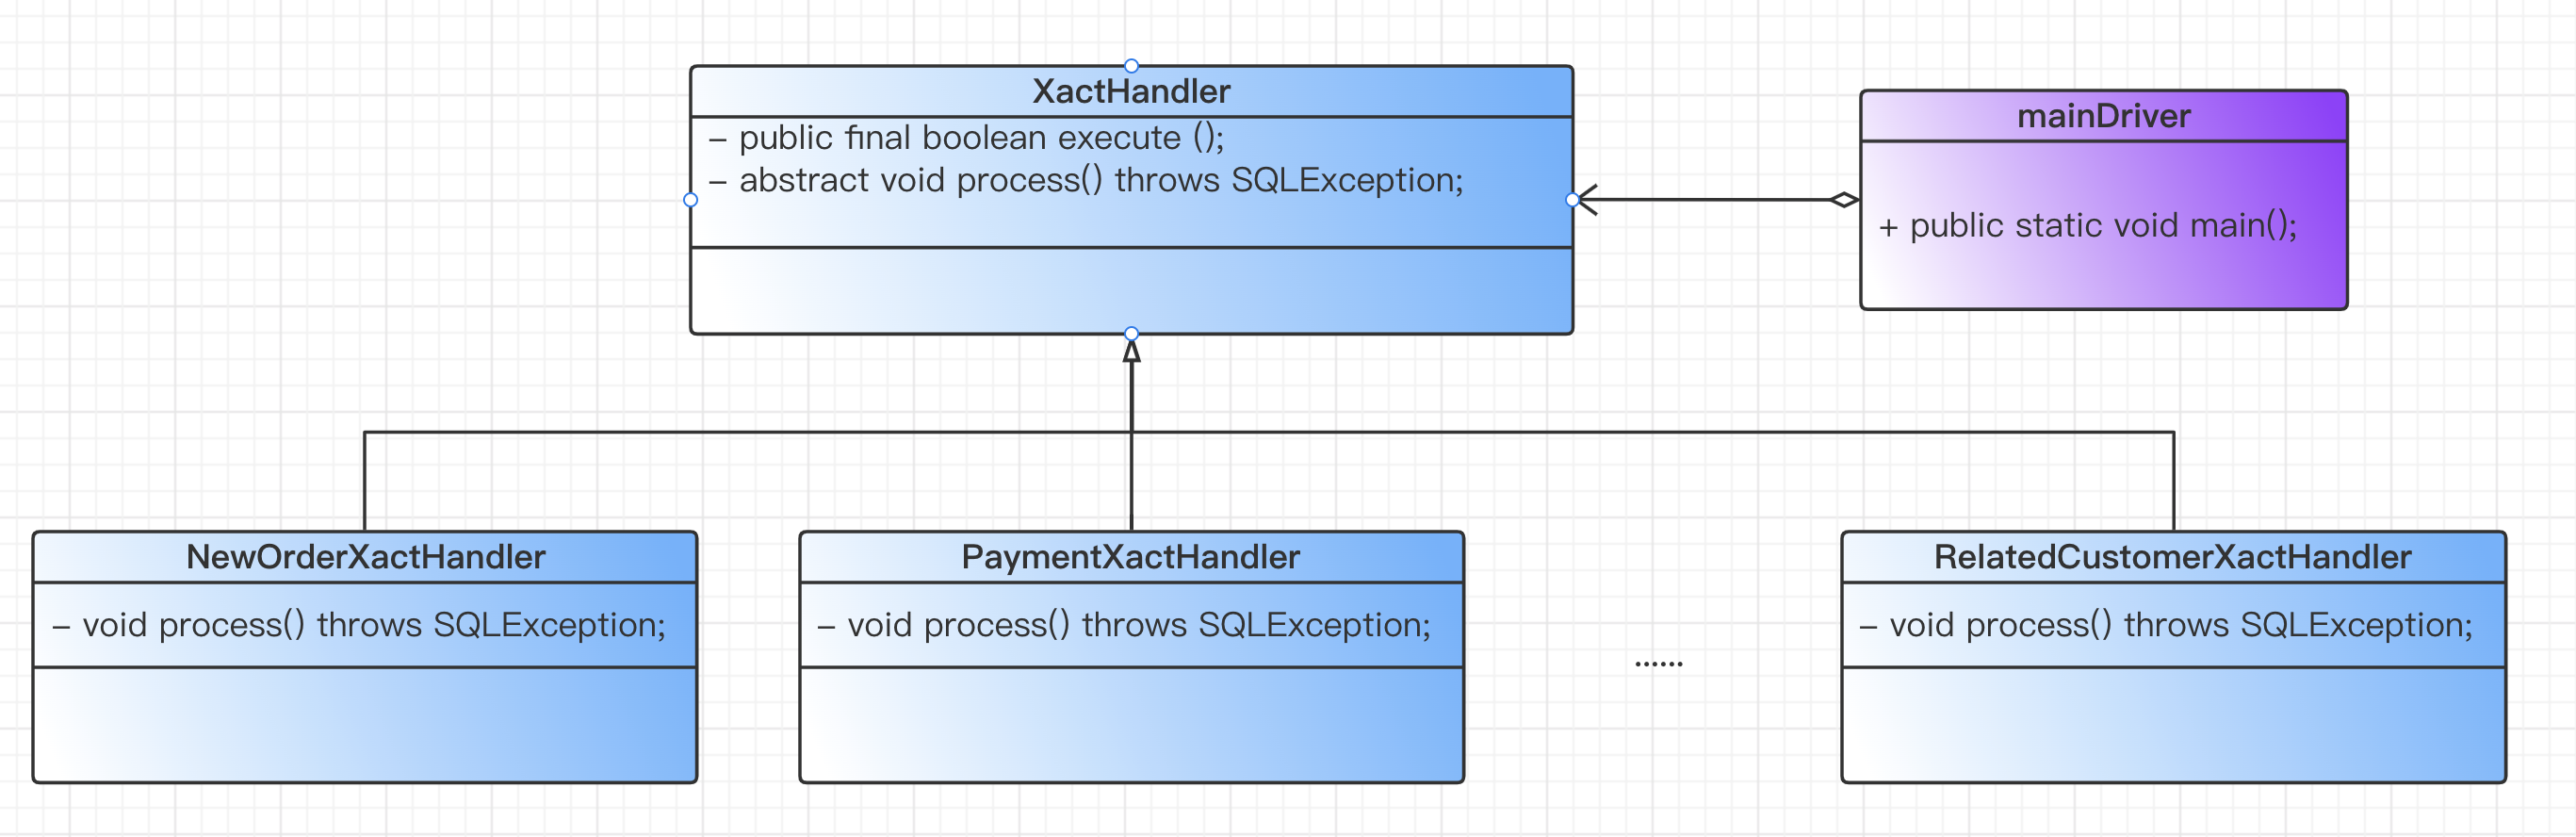 XactHandler
– public final boolean execute ();
– abstract void process() throws SQLException;
mainDriver
+ public static void main();
NewOrderXactHandler
– void process() throws SQLException;
PaymentXactHandler
– void process() throws SQLException;
......
RelatedCustomerXactHandler
– void process() throws SQLException;